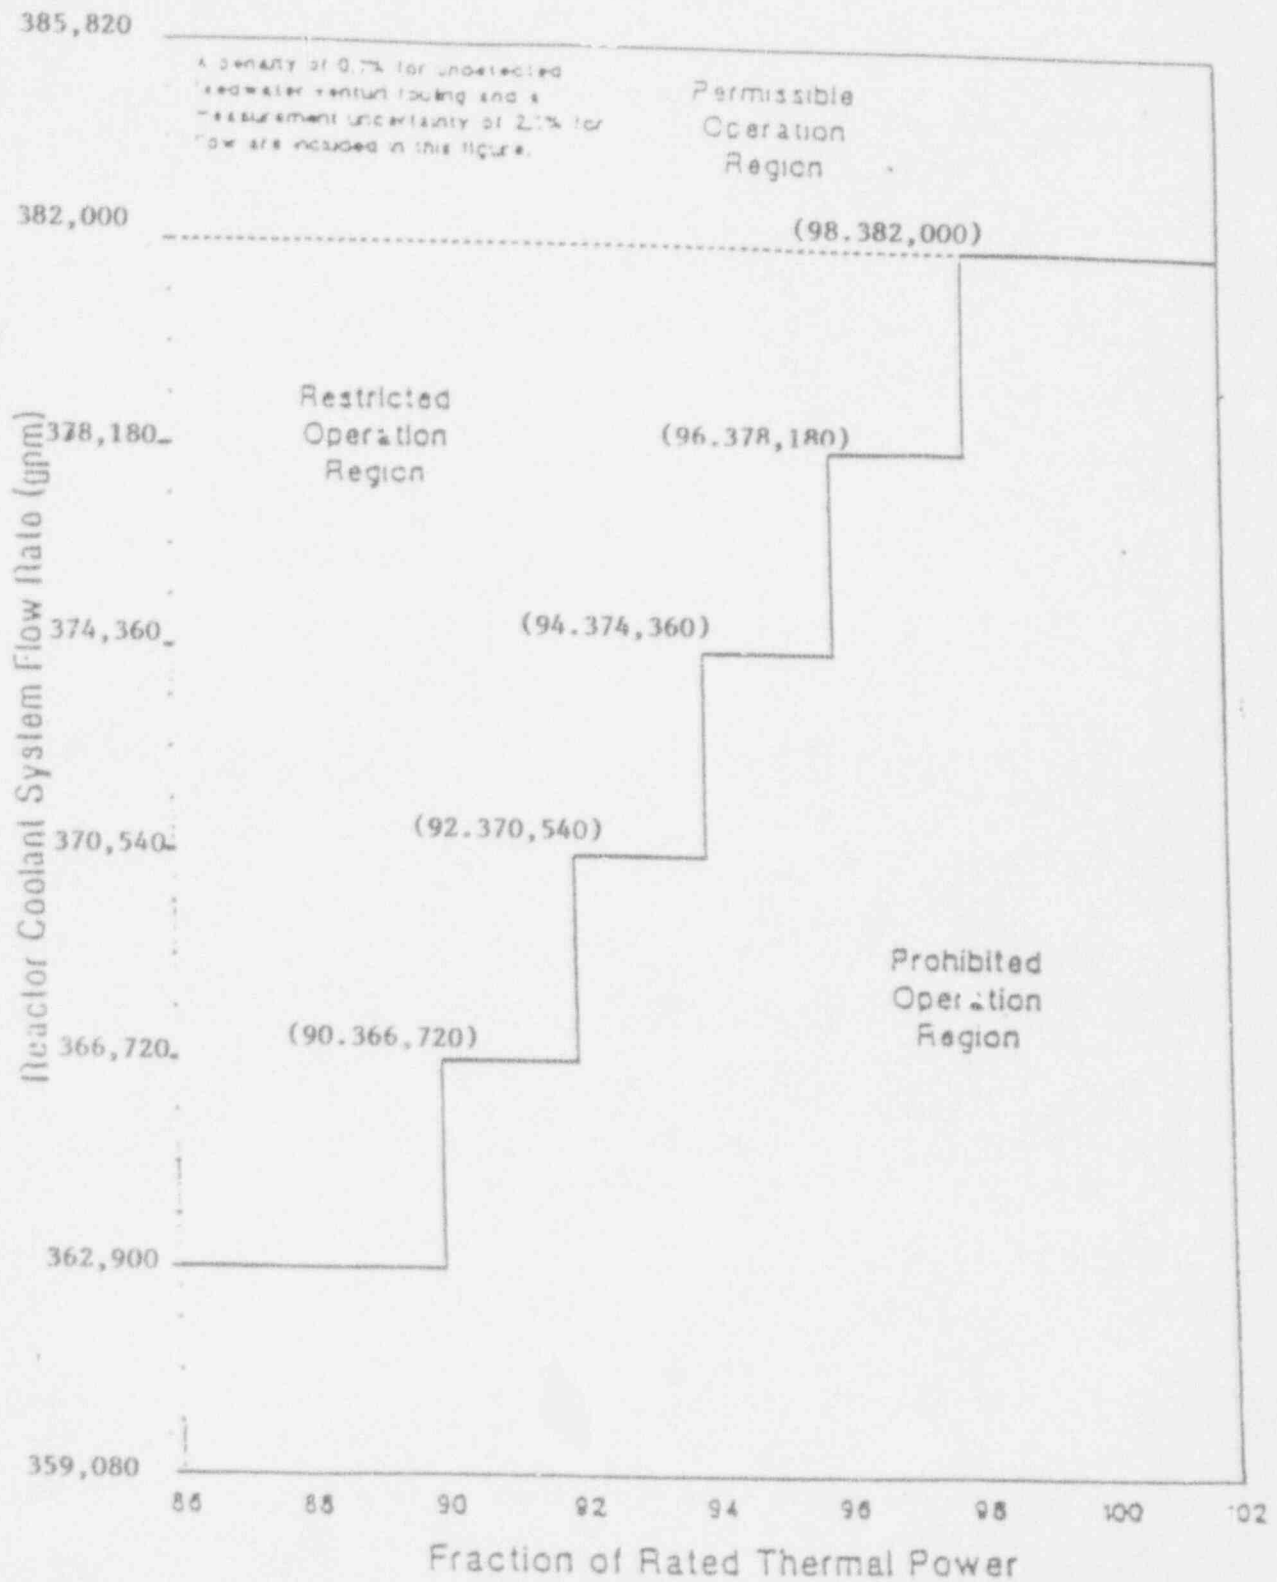 385,820
A penalty of 0.1% for undetected
feedwater venturi fouling and a
measurement uncertainty of 2.1% for
flow are included in this figure.
Permissible
Operation
Region
382,000
(98.382,000)
Restricted
Operation
Region
378,180
(96.378,180)
374,360
(94.374,360)
370,540
(92.370,540)
Prohibited
Operation
Region
366,720
(90.366,720)
362,900
359,080
Reactor Coolant System Flow Rate (gpm)
86 88 90 92 94 96 98 100 102
Fraction of Rated Thermal Power